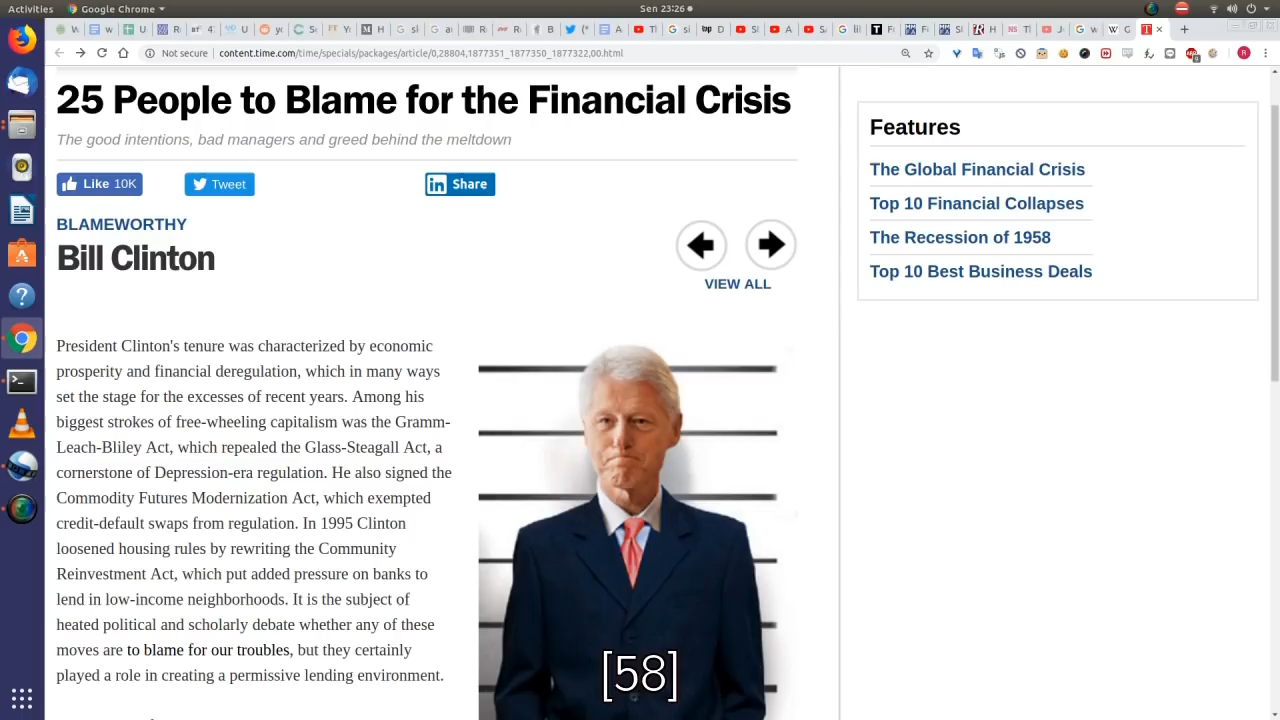 Activities Google Chrome Sen 23:26
Not secure content.time.com/time/specials/packages/article/0,28804,1877351_1877350_1877322,00.html
25 People to Blame for the Financial Crisis
The good intentions, bad managers and greed behind the meltdown
Like 10K Tweet Share
BLAMEWORTHY
Bill Clinton
VIEW ALL
President Clinton's tenure was characterized by economic
prosperity and financial deregulation, which in many ways
set the stage for the excesses of recent years. Among his
biggest strokes of free-wheeling capitalism was the Gramm-
Leach-Bliley Act, which repealed the Glass-Steagall Act, a
cornerstone of Depression-era regulation. He also signed the
Commodity Futures Modernization Act, which exempted
credit-default swaps from regulation. In 1995 Clinton
loosened housing rules by rewriting the Community
Reinvestment Act, which put added pressure on banks to
lend in low-income neighborhoods. It is the subject of
heated political and scholarly debate whether any of these
moves are to blame for our troubles, but they certainly
played a role in creating a permissive lending environment.
[58]
Features
The Global Financial Crisis
Top 10 Financial Collapses
The Recession of 1958
Top 10 Best Business Deals